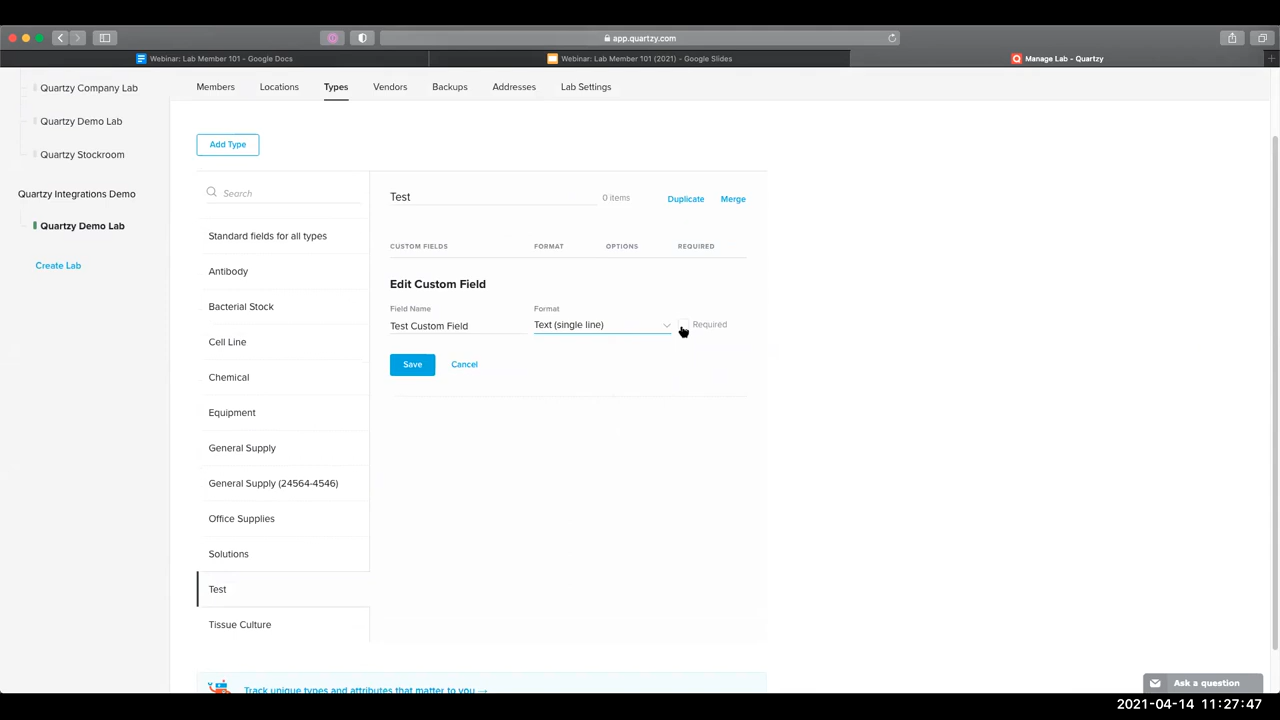 app.quartzy.com
Webinar: Lab Member 101 - Google Docs
Webinar: Lab Member 101 (2021) - Google Slides
Manage Lab - Quartzy
Quartzy Company Lab
Quartzy Demo Lab
Quartzy Stockroom
Quartzy Integrations Demo
Quartzy Demo Lab
Create Lab
Members
Locations
Types
Vendors
Backups
Addresses
Lab Settings
Add Type
Search
Standard fields for all types
Antibody
Bacterial Stock
Cell Line
Chemical
Equipment
General Supply
General Supply (24564-4546)
Office Supplies
Solutions
Test
Tissue Culture
Test
0 items
Duplicate
Merge
CUSTOM FIELDS
FORMAT
OPTIONS
REQUIRED
Edit Custom Field
Field Name
Format
Test Custom Field
Text (single line)
Required
Save
Cancel
Track unique types and attributes that matter to you →
Ask a question
2021-04-14 11:27:47